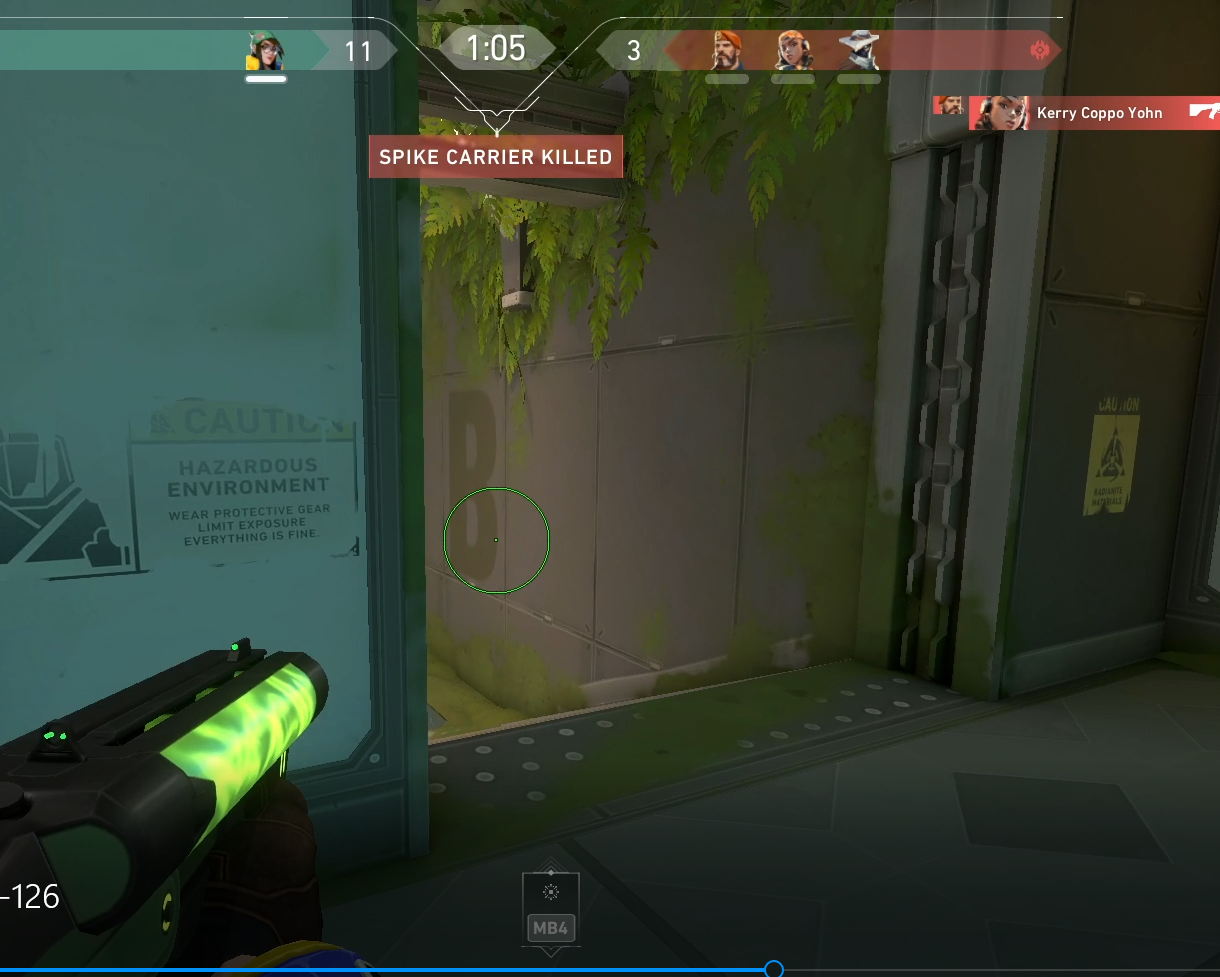 11
1:05
3
Kerry Coppo Yohn
SPIKE CARRIER KILLED
CAUTION
HAZARDOUS
ENVIRONMENT
WEAR PROTECTIVE GEAR
LIMIT EXPOSURE
EVERYTHING IS FINE.
B
CAUTION
RADIANITE
MATERIALS
-126
MB4